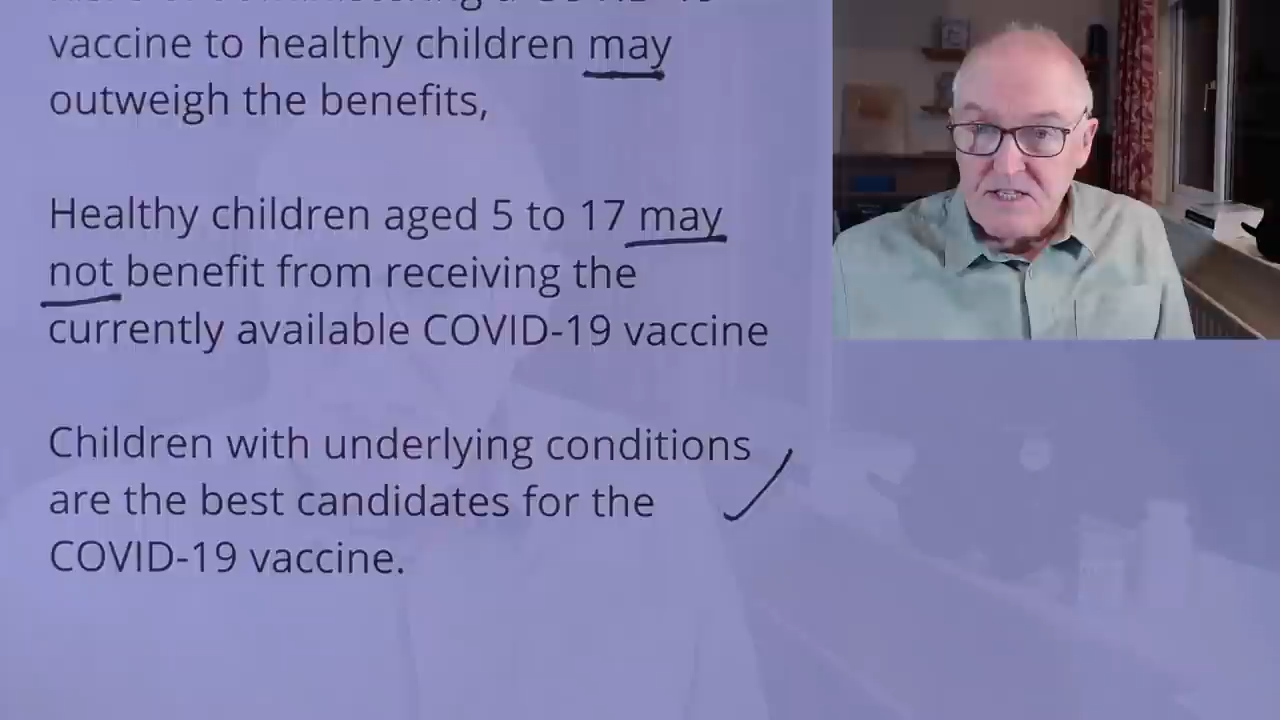 vaccine to healthy children may
outweigh the benefits,
Healthy children aged 5 to 17 may
not benefit from receiving the
currently available COVID-19 vaccine
Children with underlying conditions
are the best candidates for the
COVID-19 vaccine.